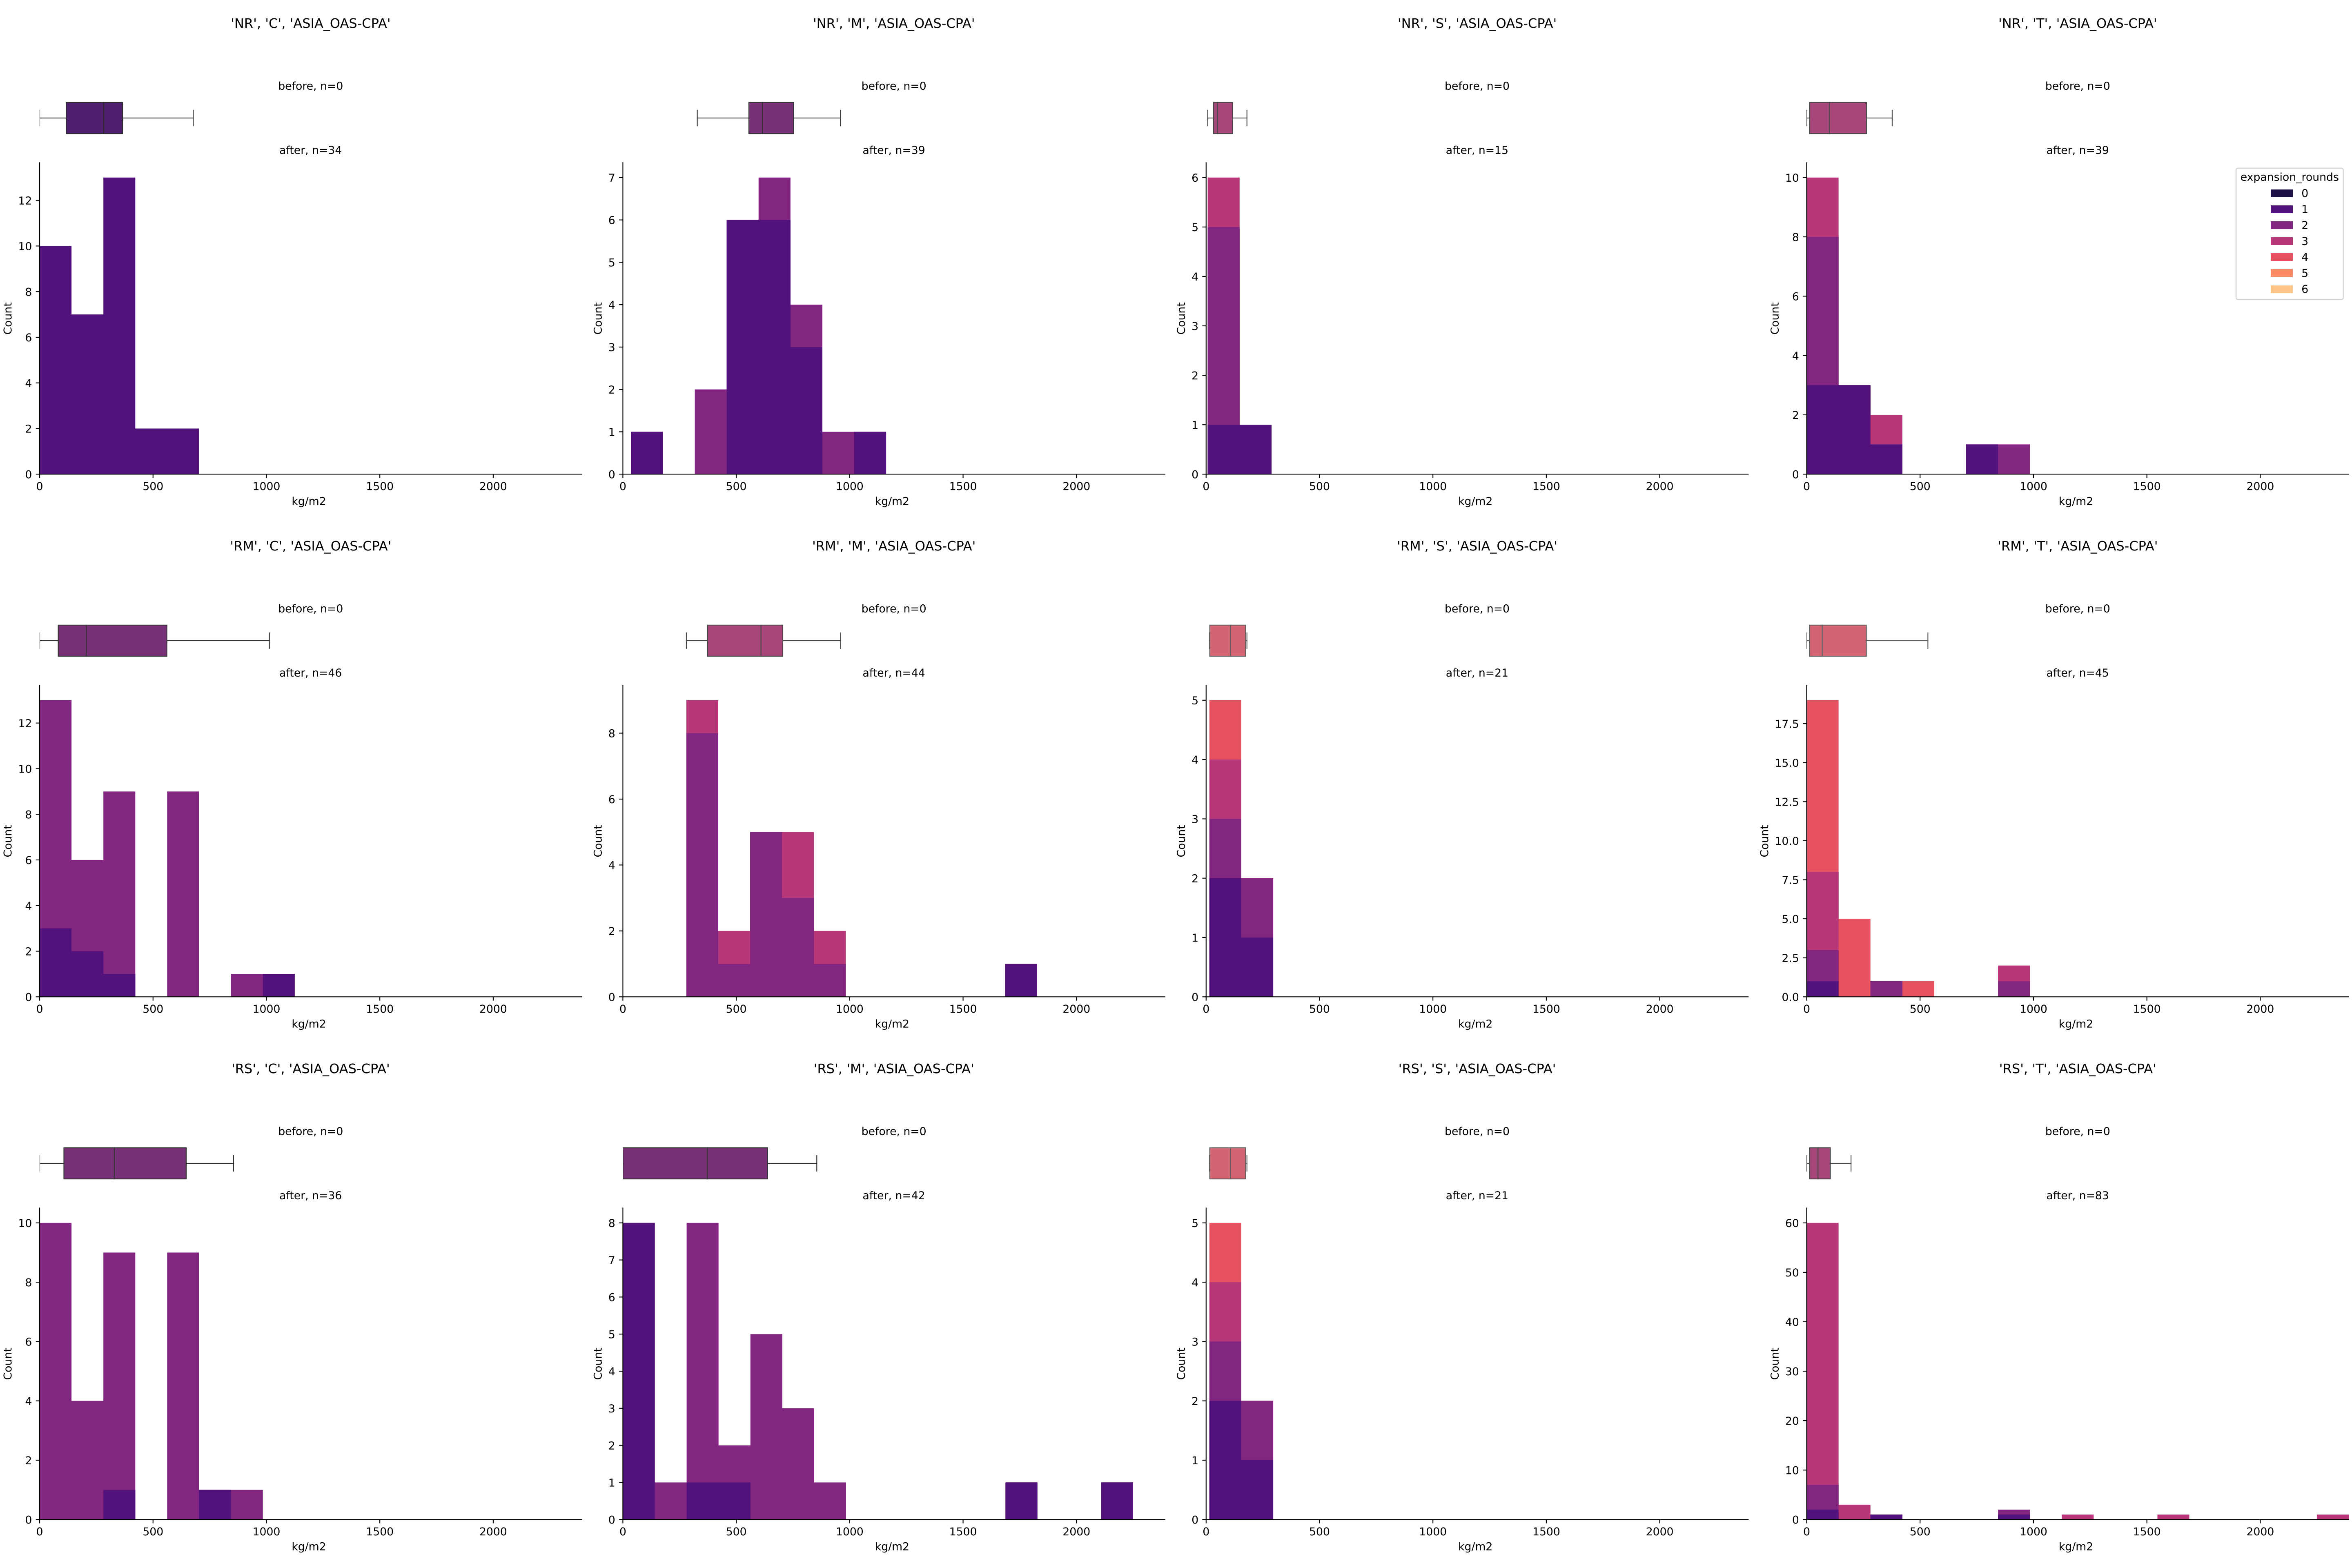 'NR', 'C', 'ASIA_OAS-CPA'
before, n=0
after, n=34
Count
0
2
4
6
8
10
12
0 500 1000 1500 2000
kg/m2
'NR', 'M', 'ASIA_OAS-CPA'
before, n=0
after, n=39
Count
0
1
2
3
4
5
6
7
0 500 1000 1500 2000
kg/m2
'NR', 'S', 'ASIA_OAS-CPA'
before, n=0
after, n=15
Count
0
1
2
3
4
5
6
0 500 1000 1500 2000
kg/m2
'NR', 'T', 'ASIA_OAS-CPA'
before, n=0
after, n=39
expansion_rounds
0
1
2
3
4
5
6
Count
0
2
4
6
8
10
0 500 1000 1500 2000
kg/m2
'RM', 'C', 'ASIA_OAS-CPA'
before, n=0
after, n=46
Count
0
2
4
6
8
10
12
0 500 1000 1500 2000
kg/m2
'RM', 'M', 'ASIA_OAS-CPA'
before, n=0
after, n=44
Count
0
2
4
6
8
0 500 1000 1500 2000
kg/m2
'RM', 'S', 'ASIA_OAS-CPA'
before, n=0
after, n=21
Count
0
1
2
3
4
5
0 500 1000 1500 2000
kg/m2
'RM', 'T', 'ASIA_OAS-CPA'
before, n=0
after, n=45
Count
0.0
2.5
5.0
7.5
10.0
12.5
15.0
17.5
0 500 1000 1500 2000
kg/m2
'RS', 'C', 'ASIA_OAS-CPA'
before, n=0
after, n=36
Count
0
2
4
6
8
10
0 500 1000 1500 2000
kg/m2
'RS', 'M', 'ASIA_OAS-CPA'
before, n=0
after, n=42
Count
0
1
2
3
4
5
6
7
8
0 500 1000 1500 2000
kg/m2
'RS', 'S', 'ASIA_OAS-CPA'
before, n=0
after, n=21
Count
0
1
2
3
4
5
0 500 1000 1500 2000
kg/m2
'RS', 'T', 'ASIA_OAS-CPA'
before, n=0
after, n=83
Count
0
10
20
30
40
50
60
0 500 1000 1500 2000
kg/m2